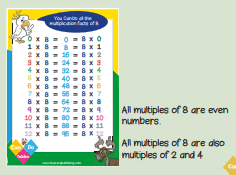 You CanDo all the
multiplication facts of 8
0 x 8 = 0 = 8 x 0
1 x 8 = 8 = 8 x 1
2 x 8 = 16 = 8 x 2
3 x 8 = 24 = 8 x 3
4 x 8 = 32 = 8 x 4
5 x 8 = 40 = 8 x 5
6 x 8 = 48 = 8 x 6
7 x 8 = 56 = 8 x 7
8 x 8 = 64 = 8 x 8
9 x 8 = 72 = 8 x 9
10 x 8 = 80 = 8 x 10
11 x 8 = 88 = 8 x 11
12 x 8 = 96 = 8 x 12
Can Do
Tables
All multiples of 8 are even
numbers.
All multiples of 8 are also
multiples of 2 and 4